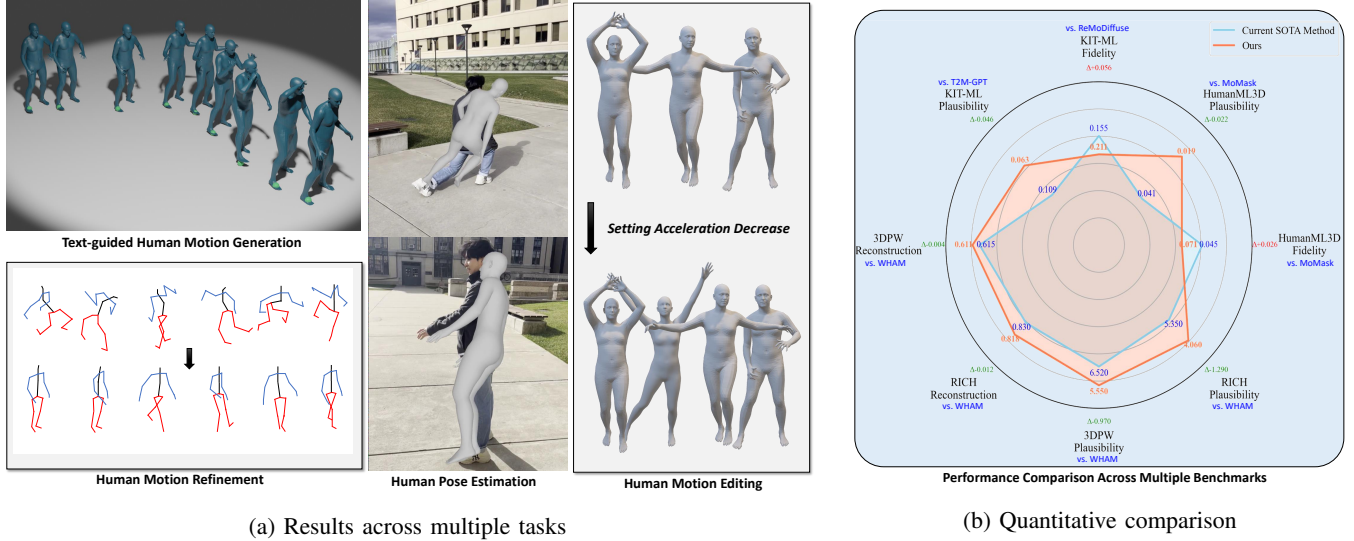 Text-guided Human Motion Generation
Human Motion Refinement
Human Pose Estimation
Setting Acceleration Decrease
Human Motion Editing
(a) Results across multiple tasks
Current SOTA Method
Ours
vs. ReMoDiffuse
KIT-ML
Fidelity
Δ+0.056
vs. T2M-GPT
KIT-ML
Plausibility
Δ-0.046
vs. MoMask
HumanML3D
Plausibility
Δ-0.022
0.155
0.211
0.063
0.019
0.109
0.041
3DPW
Reconstruction
vs. WHAM
Δ-0.004
0.611
0.615
0.071
0.045
Δ+0.026
HumanML3D
Fidelity
vs. MoMask
0.830
0.818
5.350
4.060
6.520
5.550
Δ-0.012
RICH
Reconstruction
vs. WHAM
Δ-1.290
RICH
Plausibility
vs. WHAM
Δ-0.970
3DPW
Plausibility
vs. WHAM
Performance Comparison Across Multiple Benchmarks
(b) Quantitative comparison